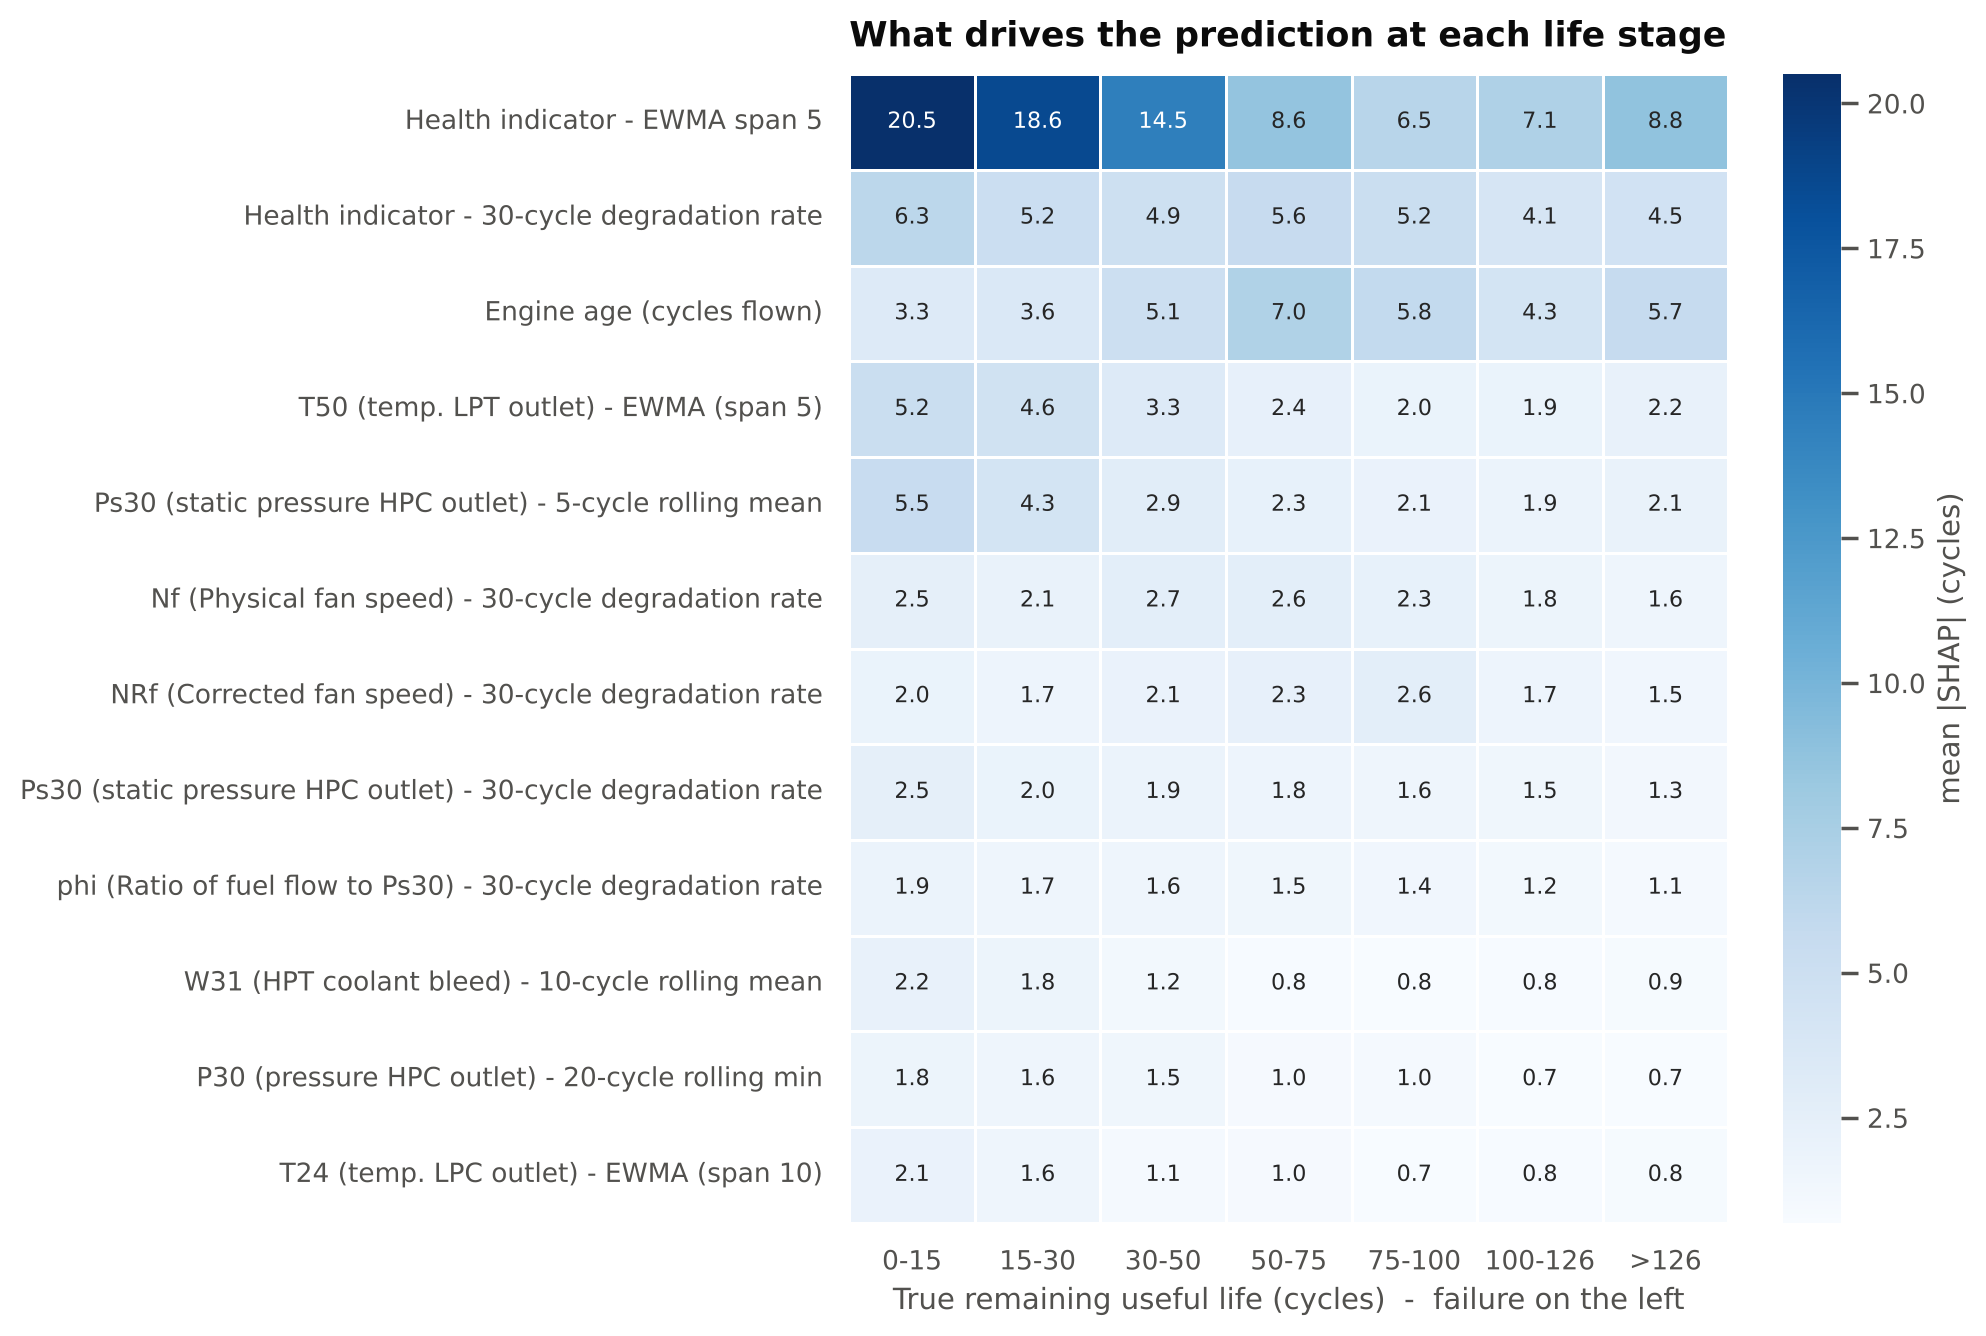 What drives the prediction at each life stage
Health indicator - EWMA span 5 20.5 18.6 14.5 8.6 6.5 7.1 8.8
Health indicator - 30-cycle degradation rate 6.3 5.2 4.9 5.6 5.2 4.1 4.5
Engine age (cycles flown) 3.3 3.6 5.1 7.0 5.8 4.3 5.7
T50 (temp. LPT outlet) - EWMA (span 5) 5.2 4.6 3.3 2.4 2.0 1.9 2.2
Ps30 (static pressure HPC outlet) - 5-cycle rolling mean 5.5 4.3 2.9 2.3 2.1 1.9 2.1
Nf (Physical fan speed) - 30-cycle degradation rate 2.5 2.1 2.7 2.6 2.3 1.8 1.6
NRf (Corrected fan speed) - 30-cycle degradation rate 2.0 1.7 2.1 2.3 2.6 1.7 1.5
Ps30 (static pressure HPC outlet) - 30-cycle degradation rate 2.5 2.0 1.9 1.8 1.6 1.5 1.3
phi (Ratio of fuel flow to Ps30) - 30-cycle degradation rate 1.9 1.7 1.6 1.5 1.4 1.2 1.1
W31 (HPT coolant bleed) - 10-cycle rolling mean 2.2 1.8 1.2 0.8 0.8 0.8 0.9
P30 (pressure HPC outlet) - 20-cycle rolling min 1.8 1.6 1.5 1.0 1.0 0.7 0.7
T24 (temp. LPC outlet) - EWMA (span 10) 2.1 1.6 1.1 1.0 0.7 0.8 0.8
0-15 15-30 30-50 50-75 75-100 100-126 >126
True remaining useful life (cycles) - failure on the left
20.0
17.5
15.0
12.5
10.0
7.5
5.0
2.5
mean |SHAP| (cycles)